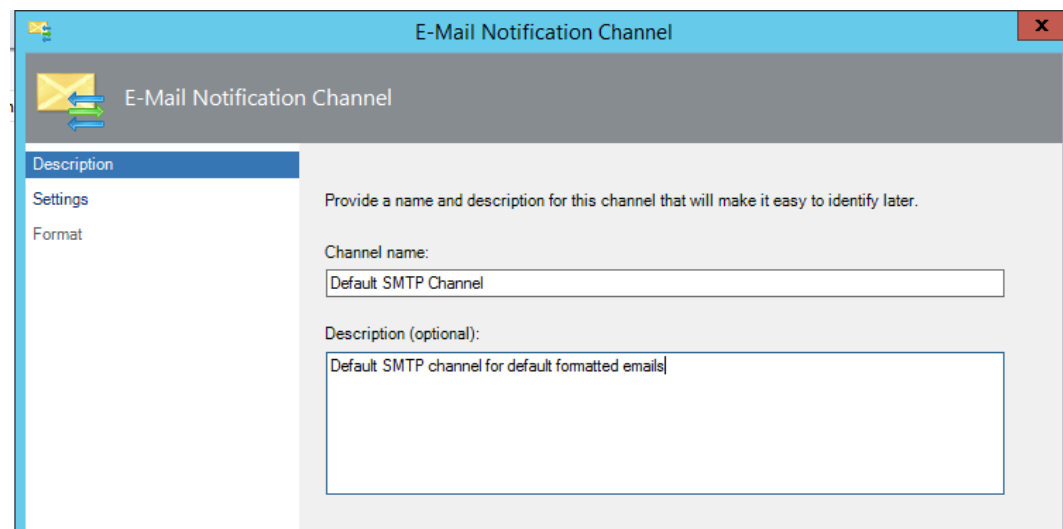 E-Mail Notification Channel
x
E-Mail Notification Channel
Description
Settings
Format
Provide a name and description for this channel that will make it easy to identify later.
Channel name:
Default SMTP Channel
Description (optional):
Default SMTP channel for default formatted emails